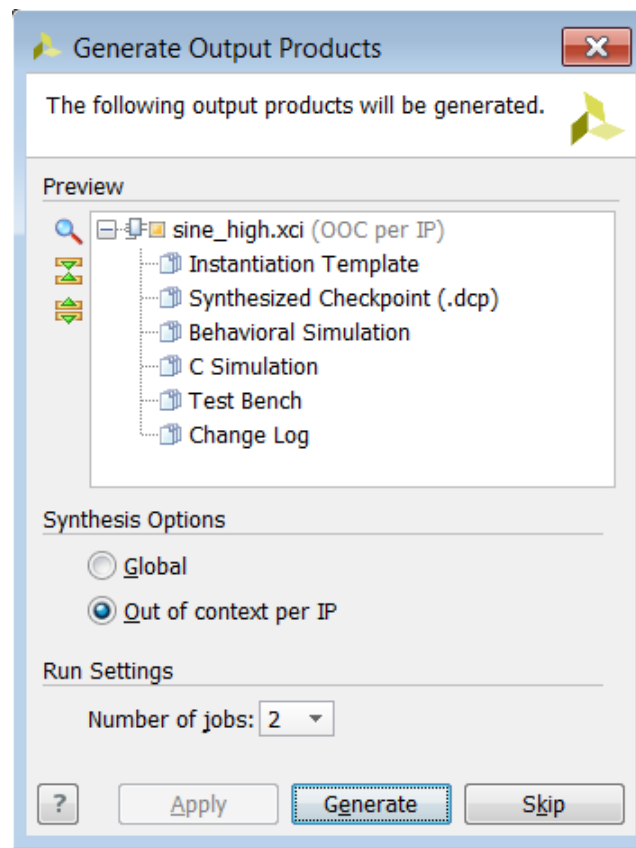 Generate Output Products
The following output products will be generated.
Preview
sine_high.xci (OOC per IP)
Instantiation Template
Synthesized Checkpoint (.dcp)
Behavioral Simulation
C Simulation
Test Bench
Change Log
Synthesis Options
Global
Out of context per IP
Run Settings
Number of jobs: 2
? Apply Generate Skip